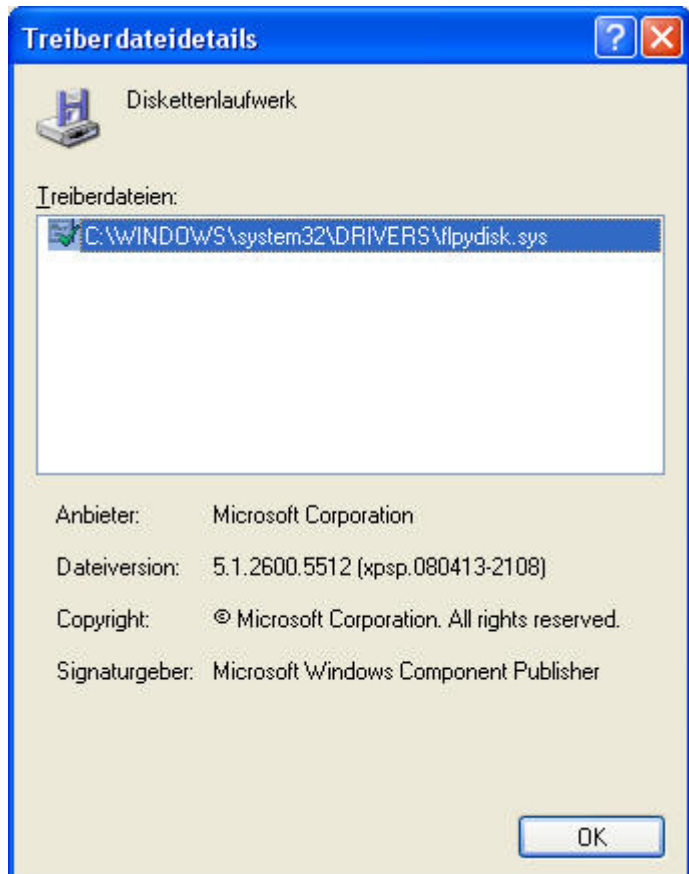 Treiberdateidetails
Diskettenlaufwerk
Treiberdateien:
C:\WINDOWS\system32\DRIVERS\flpydisk.sys
Anbieter: Microsoft Corporation
Dateiversion: 5.1.2600.5512 (xpsp.080413-2108)
Copyright: © Microsoft Corporation. All rights reserved.
Signaturgeber: Microsoft Windows Component Publisher
OK